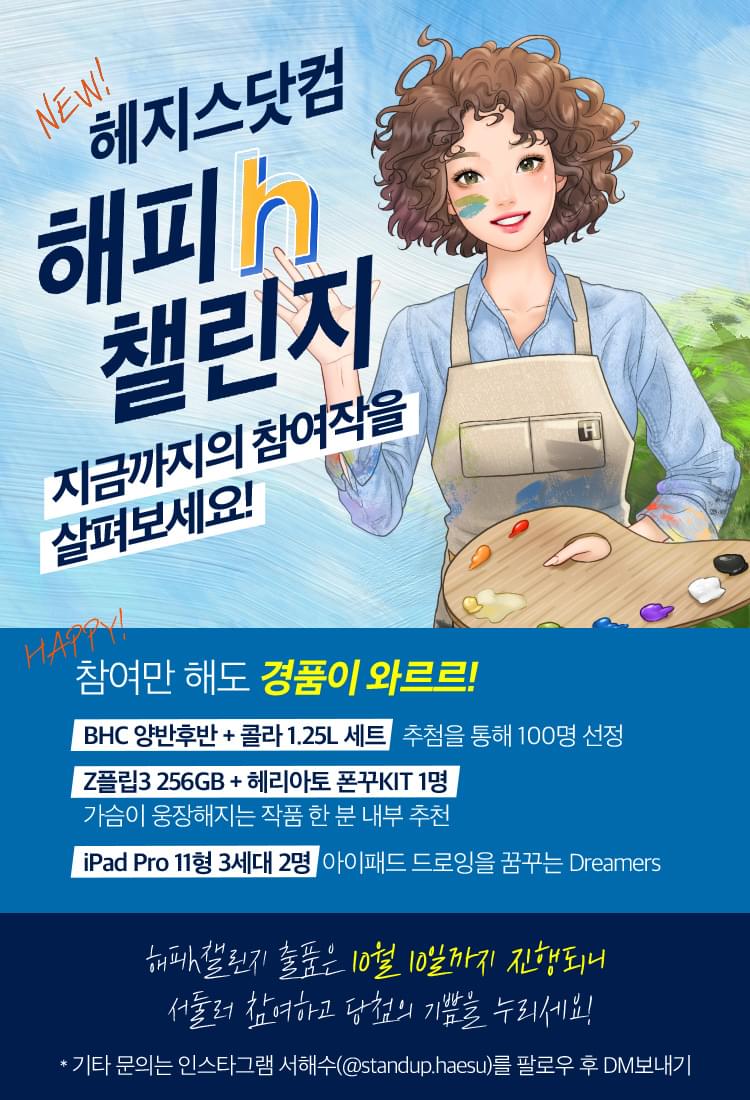 NEW!
헤지스닷컴
해피h
챌린지
지금까지의 참여작을
살펴보세요!
H
HAPPY!
참여만 해도 경품이 와르르!
BHC 양반후반 + 콜라 1.25L 세트 추첨을 통해 100명 선정
Z플립3 256GB + 헤리아토 폰꾸KIT 1명
가슴이 웅장해지는 작품 한 분 내부 추천
iPad Pro 11형 3세대 2명 아이패드 드로잉을 꿈꾸는 Dreamers
해피h챌린지 출품은 10월 10일까지 진행되니
서둘러 참여하고 당첨의 기쁨을 누리세요!
* 기타 문의는 인스타그램 서해수(@standup.haesu)를 팔로우 후 DM보내기